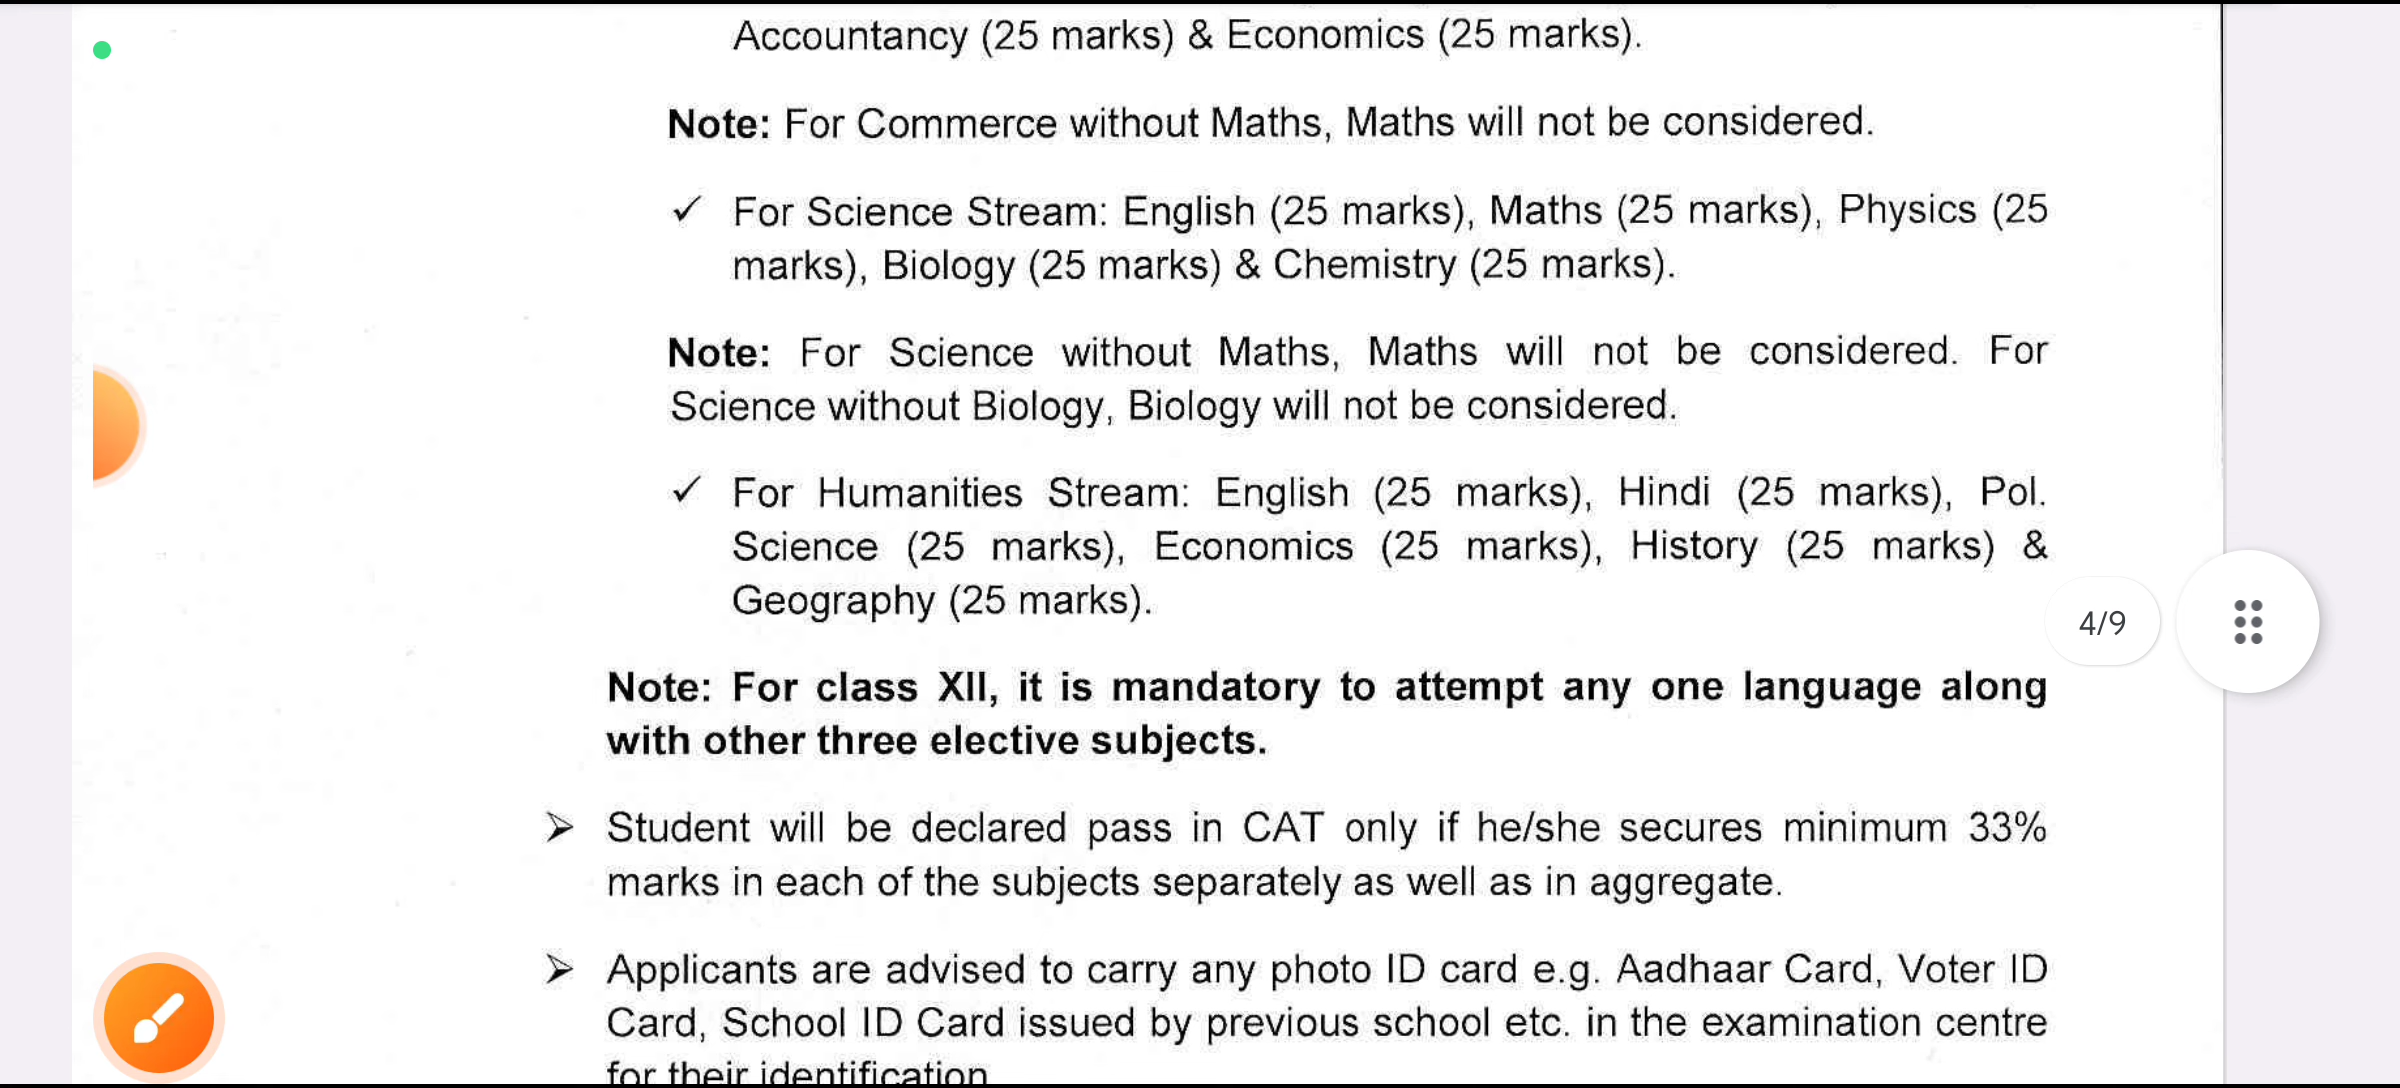 Accountancy (25 marks) & Economics (25 marks).
Note: For Commerce without Maths, Maths will not be considered.
✓ For Science Stream: English (25 marks), Maths (25 marks), Physics (25
marks), Biology (25 marks) & Chemistry (25 marks).
Note: For Science without Maths, Maths will not be considered. For
Science without Biology, Biology will not be considered.
✓ For Humanities Stream: English (25 marks), Hindi (25 marks), Pol.
Science (25 marks), Economics (25 marks), History (25 marks) &
Geography (25 marks).
4/9
Note: For class XII, it is mandatory to attempt any one language along
with other three elective subjects.
➢ Student will be declared pass in CAT only if he/she secures minimum 33%
marks in each of the subjects separately as well as in aggregate.
➢ Applicants are advised to carry any photo ID card e.g. Aadhaar Card, Voter ID
Card, School ID Card issued by previous school etc. in the examination centre
for their identification